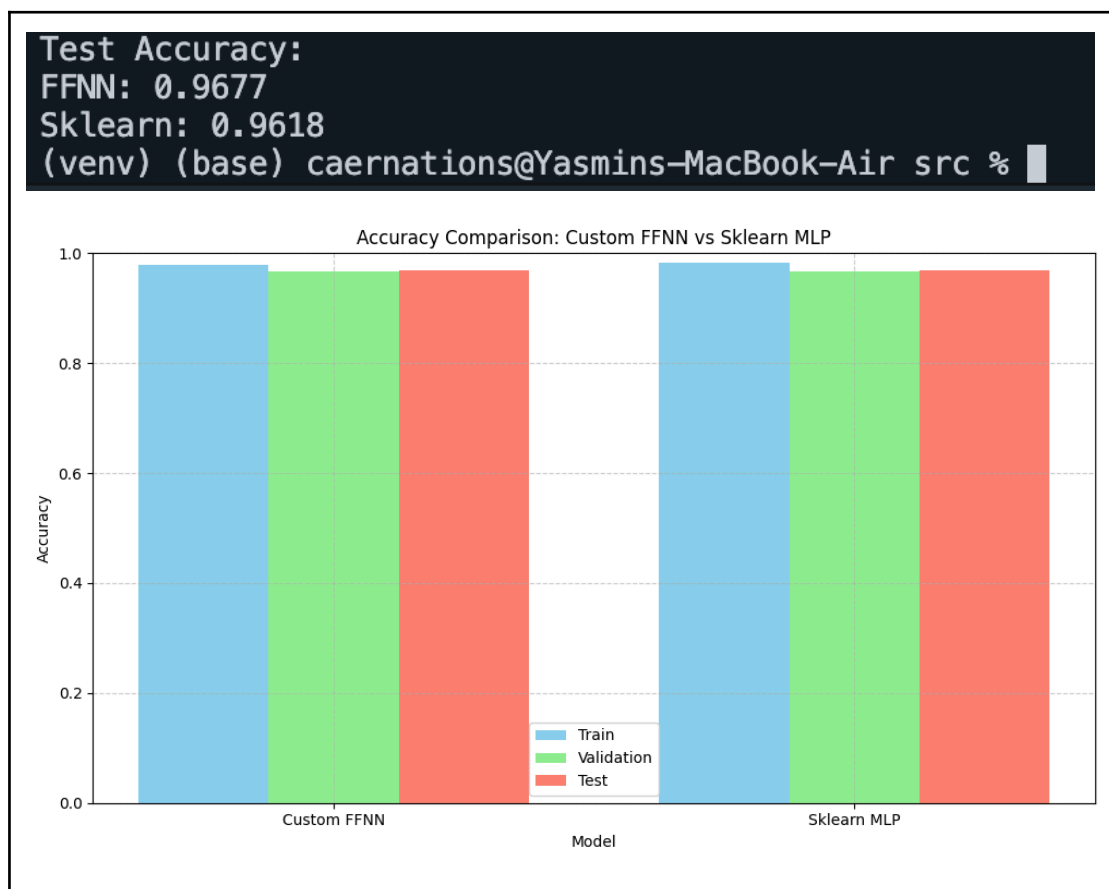 Test Accuracy:
FFNN: 0.9677
Sklearn: 0.9618
(venv) (base) caernations@Yasmins-MacBook-Air src %
Accuracy Comparison: Custom FFNN vs Sklearn MLP
1.0
0.8
0.6
0.4
0.2
0.0
Accuracy
Train
Validation
Test
Custom FFNN
Sklearn MLP
Model